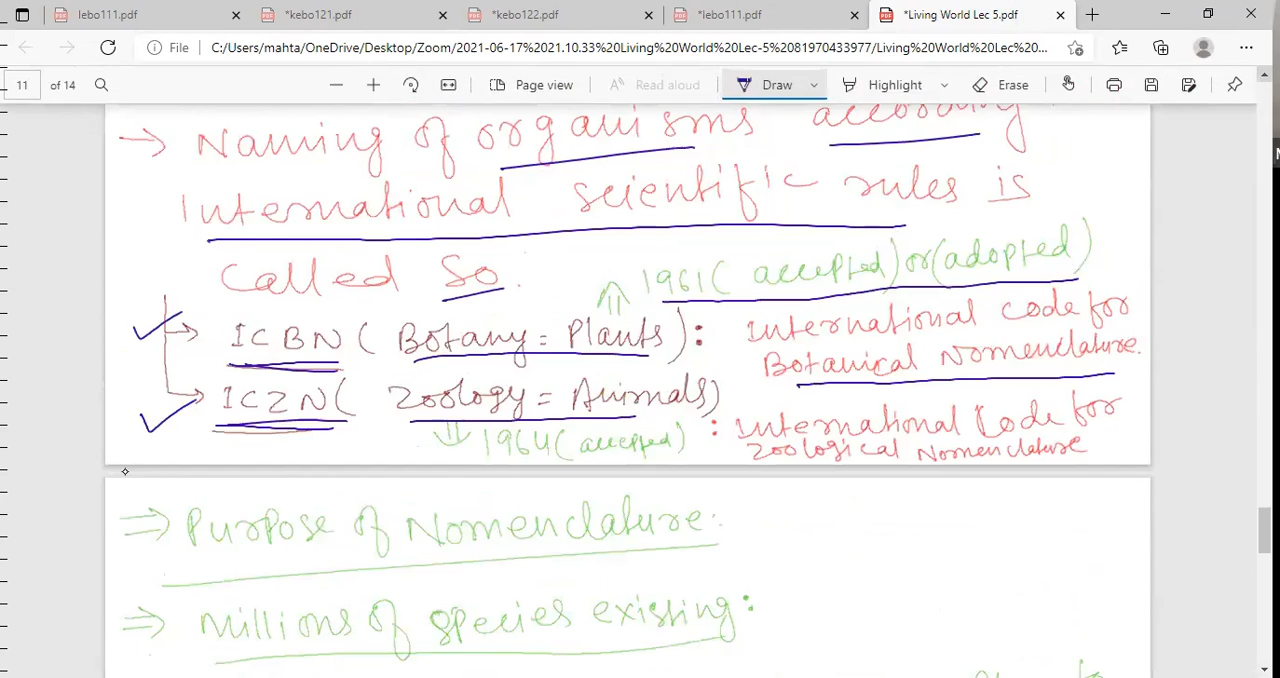 lebo111.pdf
*kebo121.pdf
*kebo122.pdf
*lebo111.pdf
*Living World Lec 5.pdf
File C:/Users/mahta/OneDrive/Desktop/Zoom/2021-06-17%2021.10.33%20Living%20World%20Lec-5%2081970433977/Living%20World%20Lec%20...
11 of 14 Page view Read aloud Draw Highlight Erase
→ Naming of organisms according
International scientific rules is
called so.
1961( accepted) or (adopted)
→ ICBN ( Botany = Plants) : International code for
Botanical Nomenclature.
→ ICZN ( Zoology = Animals)
1964 (accepted)
: International Code for
Zoological Nomenclature
⇒ Purpose of Nomenclature:
⇒ Millions of species existing: